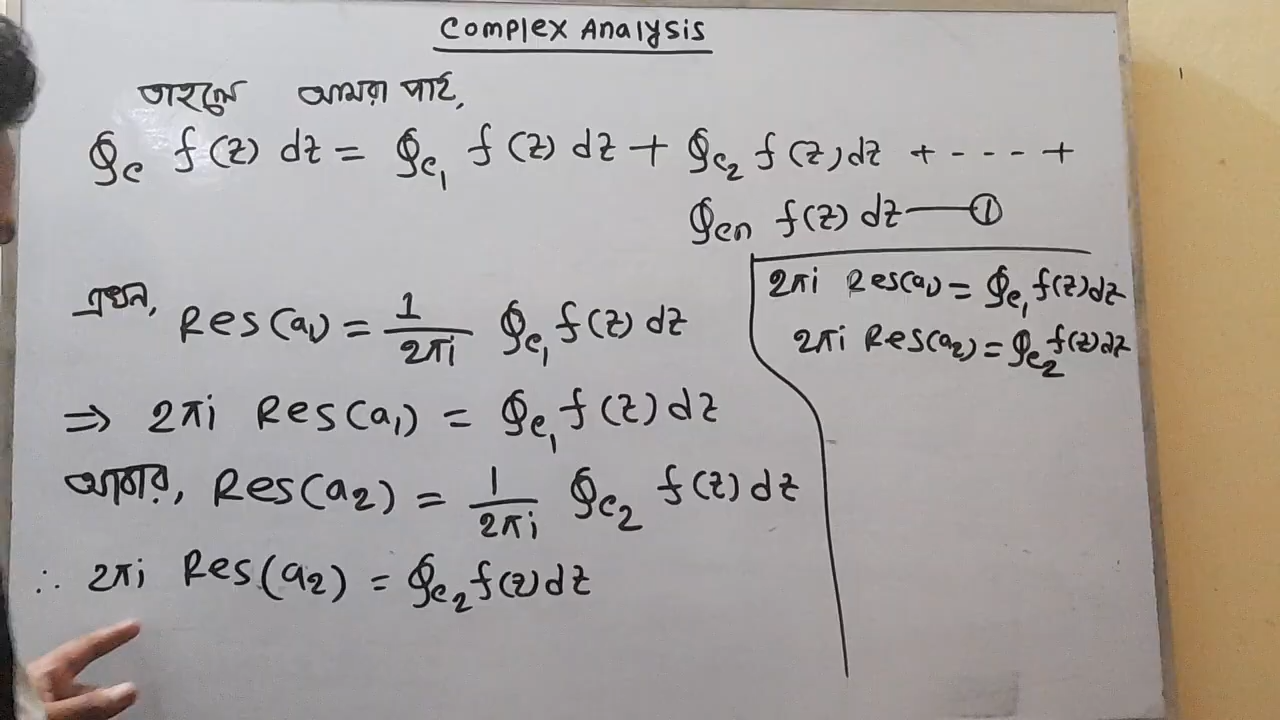 Complex Analysis
তাহলে আমরা পাই,
∮c f(z) dz = ∮c₁ f(z) dz + ∮c₂ f(z) dz + - - - - +
∮cn f(z) dz — ①
এখন, Res(a₁) = 1/2πi ∮c₁ f(z) dz
⇒ 2πi Res(a₁) = ∮c₁ f(z) dz
আবার, Res(a₂) = 1/2πi ∮c₂ f(z) dz
∴ 2πi Res(a₂) = ∮c₂ f(z) dz
2πi Res(a₁) = ∮c₁ f(z) dz
2πi Res(a₂) = ∮c₂ f(z) dz